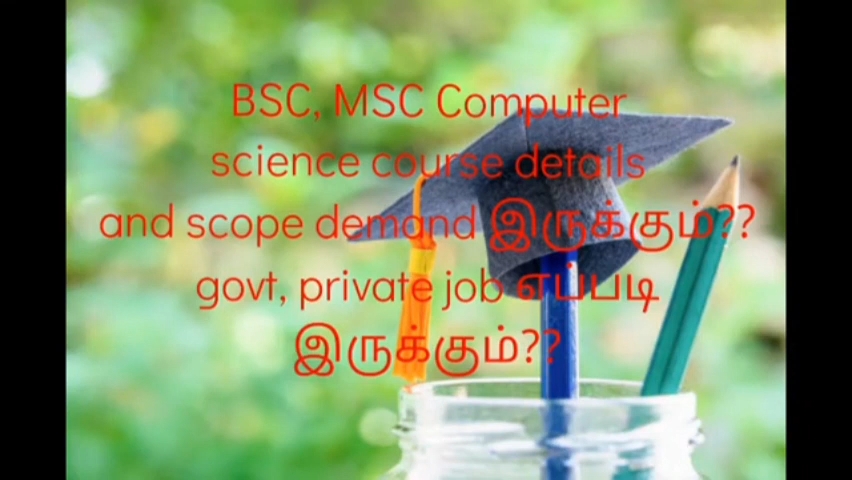 BSC, MSC Computer
science course details
and scope demand இருக்கும்??
govt, private job எப்படி
இருக்கும்??